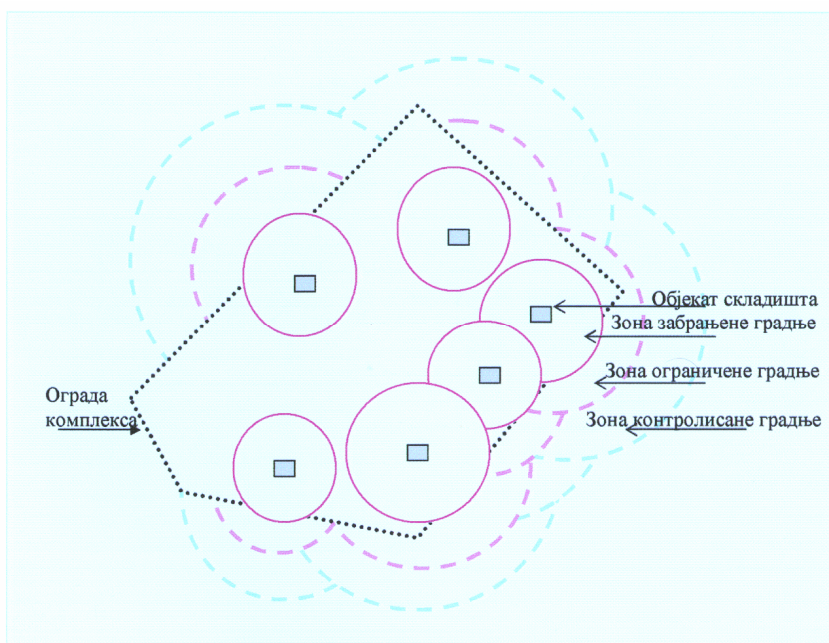 Објекат складишта
Зона забрањене градње
Зона ограничене градње
Ограда
комплекса
Зона контролисане градње